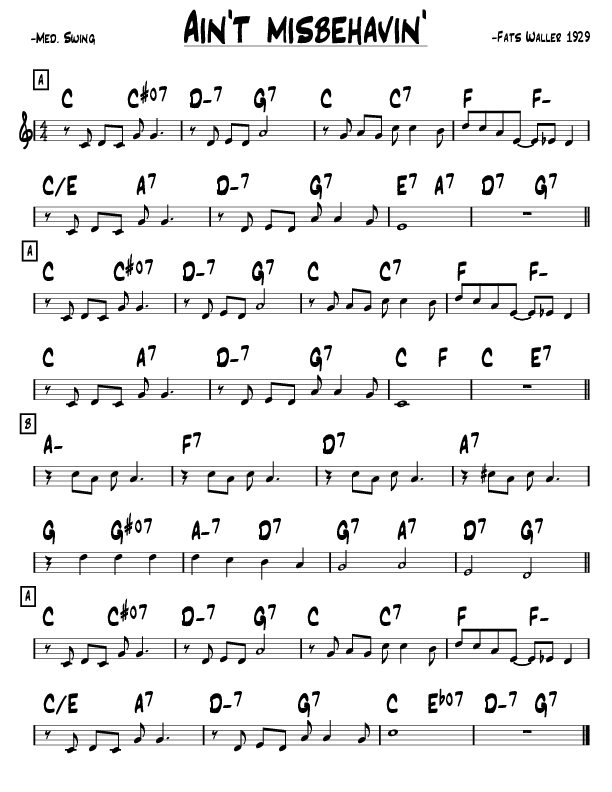 Ain't misbehavin'
-Med. Swing
-Fats Waller 1929
A
C C#o7 D-7 G7 C C7 F F-
4
4
C/E A7 D-7 G7 E7 A7 D7 G7
A
C C#o7 D-7 G7 C C7 F F-
C A7 D-7 G7 C F C E7
B
A- F7 D7 A7
G G#o7 A-7 D7 G7 A7 D7 G7
A
C C#o7 D-7 G7 C C7 F F-
C/E A7 D-7 G7 C Ebo7 D-7 G7